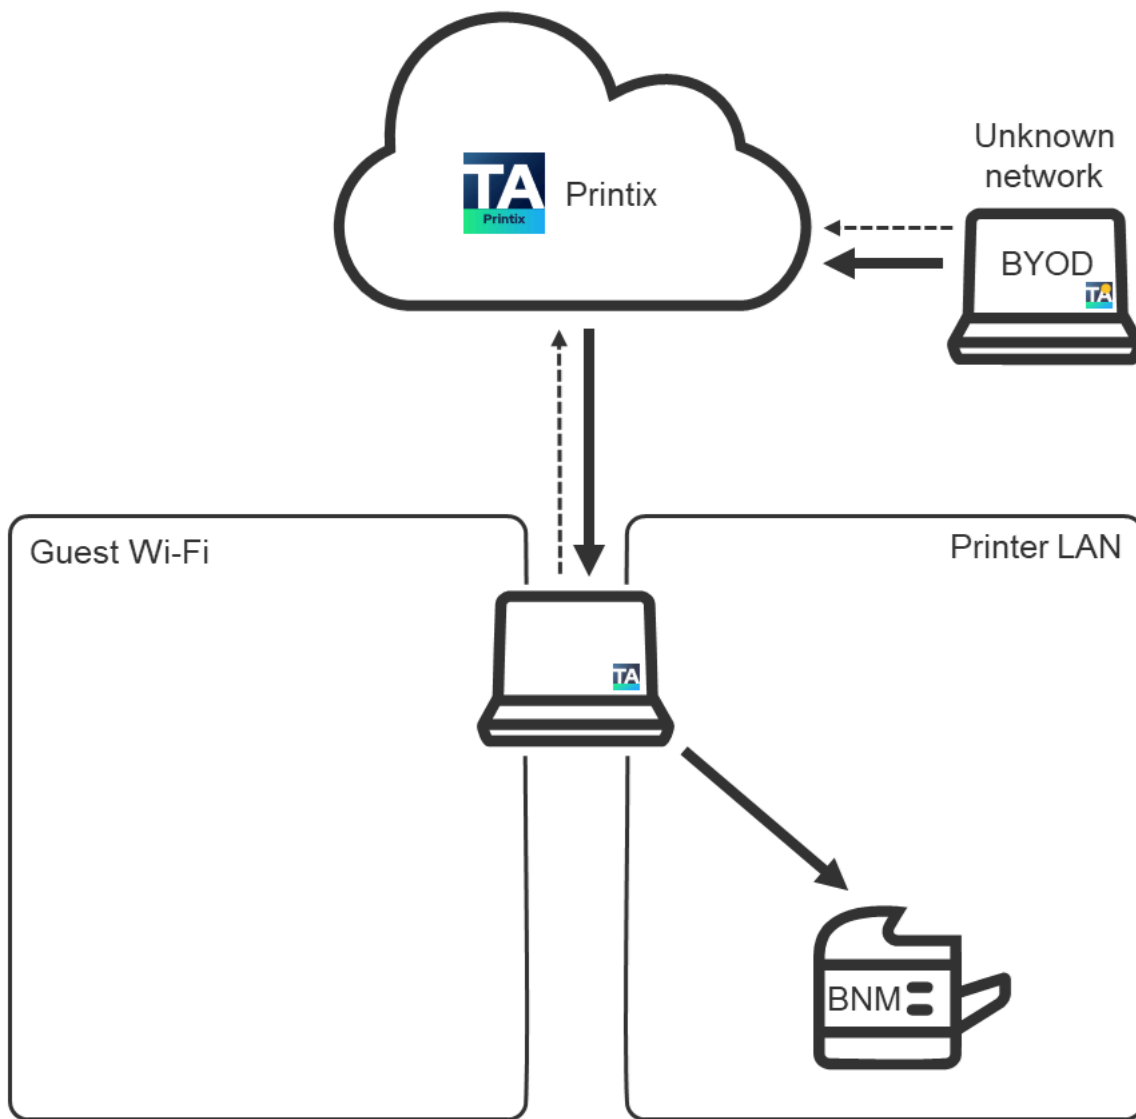 TA
Printix
Printix
Unknown
network
BYOD
TA
Guest Wi-Fi
Printer LAN
TA
BNM